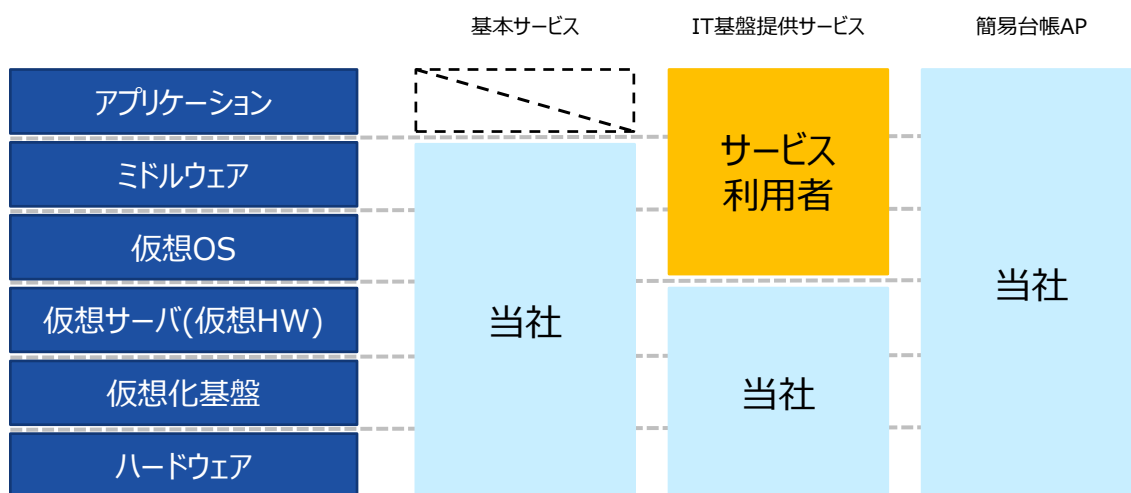 基本サービス
IT基盤提供サービス
簡易台帳AP
アプリケーション
ミドルウェア
仮想OS
仮想サーバ(仮想HW)
仮想化基盤
ハードウェア
当社
サービス
利用者
当社
当社